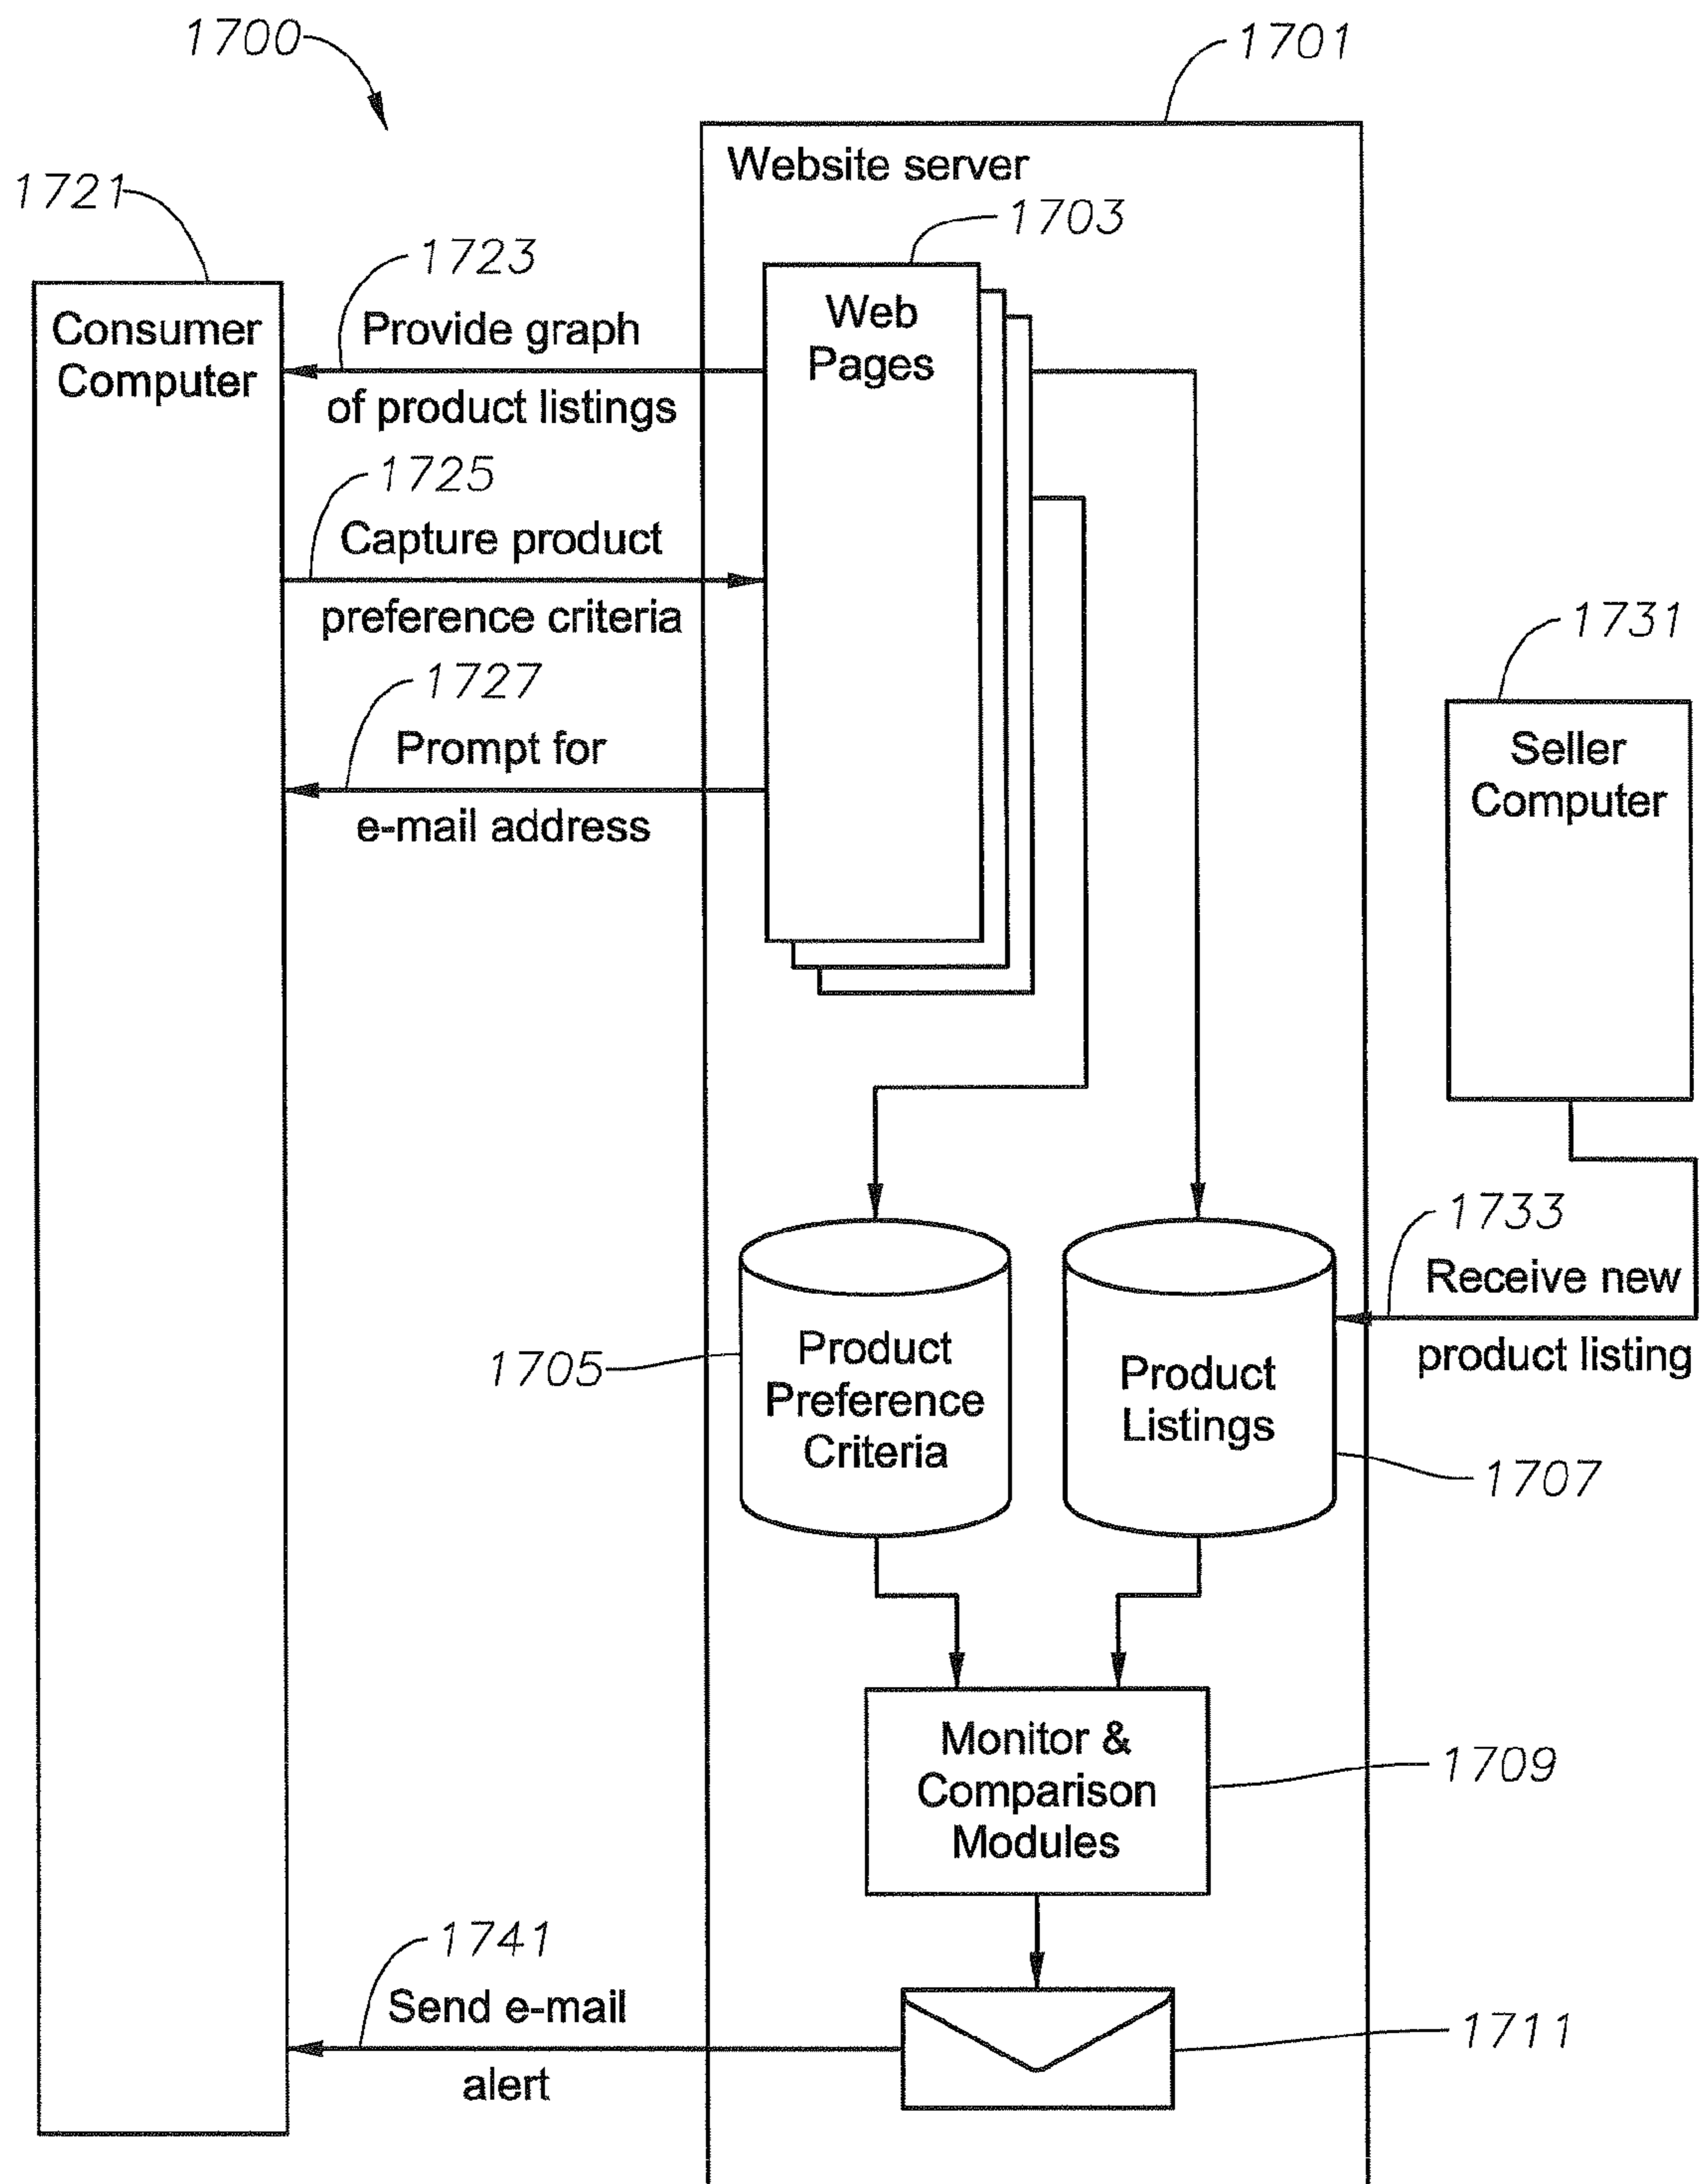 1700
1701
Website server
1721
1703
1723
Consumer
Computer
Provide graph
of product listings
Web
Pages
1725
Capture product
preference criteria
1727
Prompt for
e-mail address
1731
Seller
Computer
1733
Receive new
product listing
1705
Product
Preference
Criteria
Product
Listings
1707
Monitor &
Comparison
Modules
1709
1741
Send e-mail
alert
1711